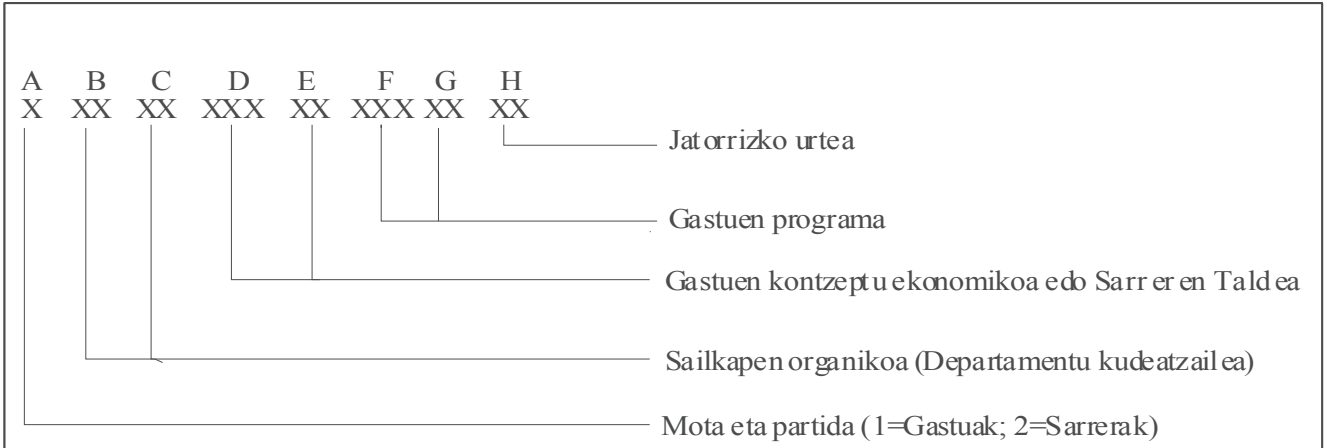 A B C D E F G H
X XX XX XXX XX XXX XX XX
Jatorrizko urtea
Gastuen programa
Gastuen kontzeptu ekonomikoa edo Sarreren Taldea
Sailkapen organikoa (Departamentu kudeatzailea)
Mota eta partida (1=Gastuak; 2=Sarrerak)